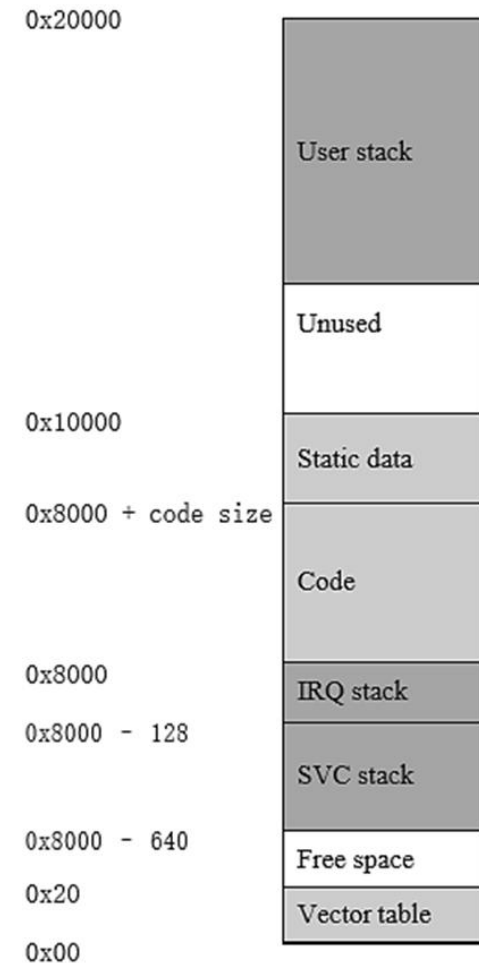 0x20000
User stack
Unused
0x10000
Static data
0x8000 + code size
Code
0x8000
IRQ stack
0x8000 - 128
SVC stack
0x8000 - 640
Free space
0x20
Vector table
0x00